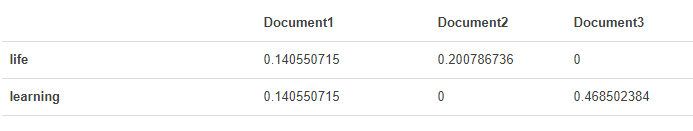 Document1 Document2 Document3
life 0.140550715 0.200786736 0
learning 0.140550715 0 0.468502384